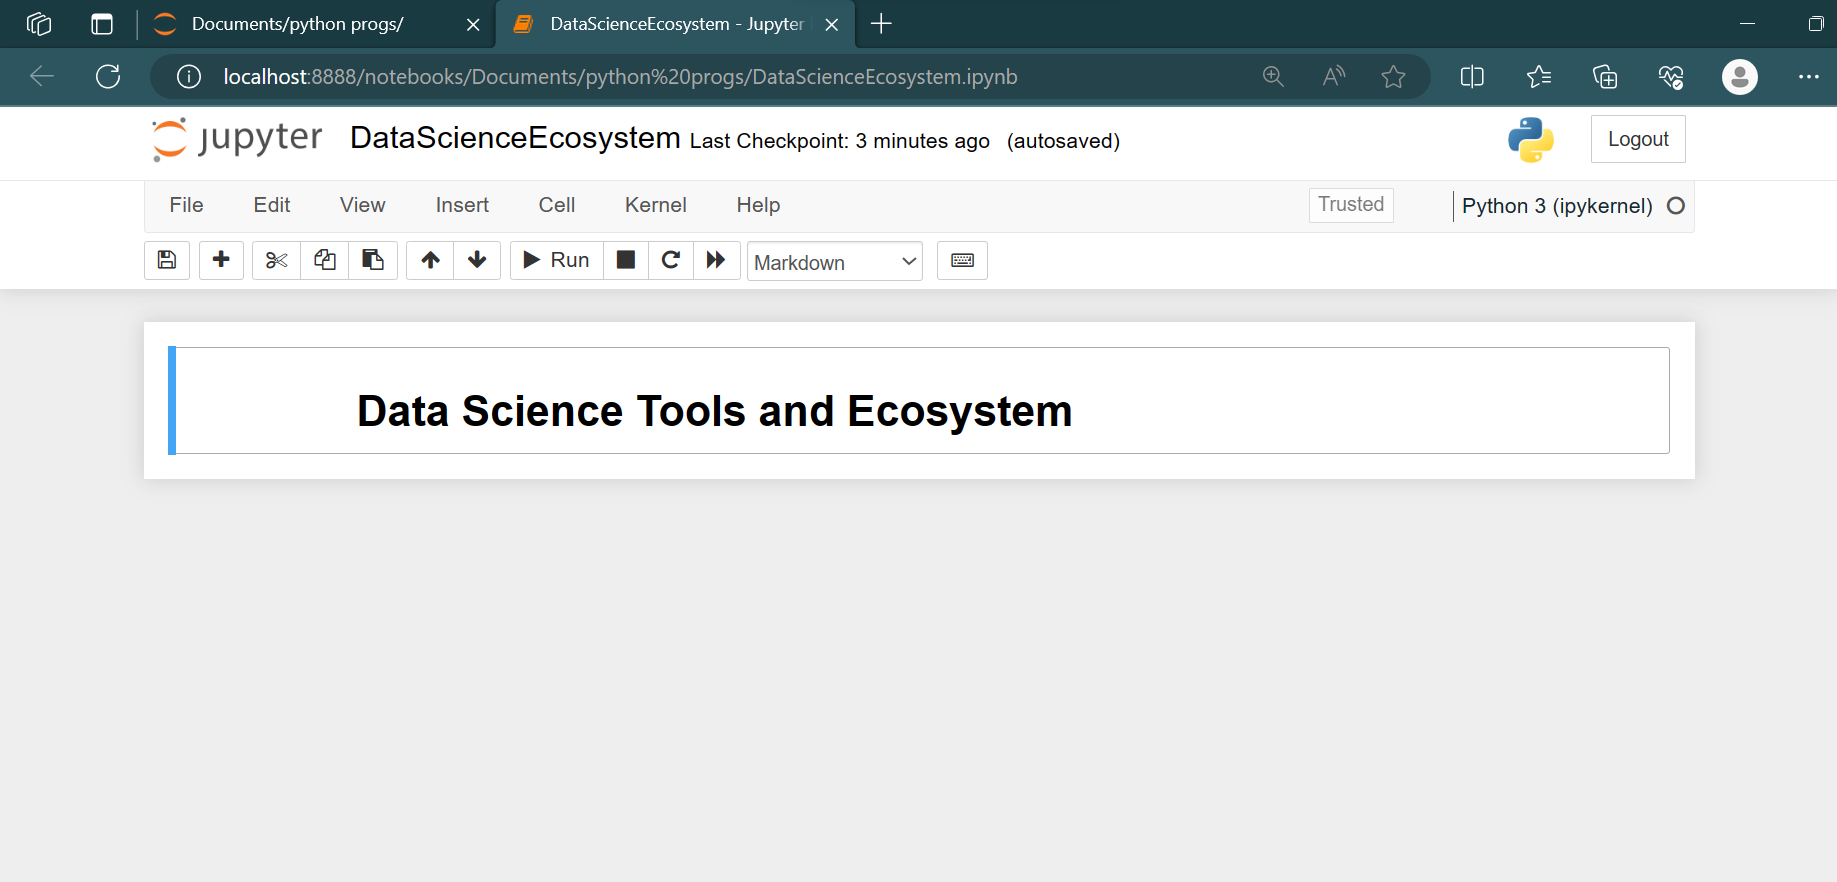 Documents/python progs/
DataScienceEcosystem - Jupyter
localhost:8888/notebooks/Documents/python%20progs/DataScienceEcosystem.ipynb
jupyter DataScienceEcosystem Last Checkpoint: 3 minutes ago (autosaved)
Logout
File Edit View Insert Cell Kernel Help
Trusted
Python 3 (ipykernel)
Run
Markdown
Data Science Tools and Ecosystem